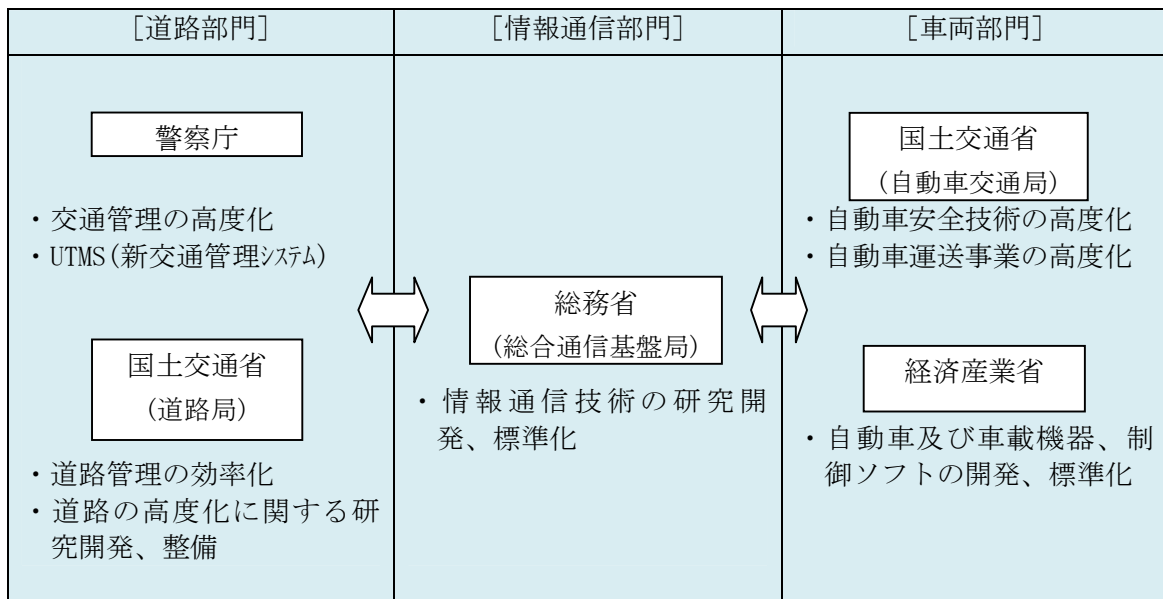 [道路部門]
警察庁
・交通管理の高度化
・UTMS(新交通管理ｼｽﾃﾑ)
国土交通省
(道路局)
・道路管理の効率化
・道路の高度化に関する研
究開発、整備
[情報通信部門]
総務省
(総合通信基盤局)
・情報通信技術の研究開
発、標準化
[車両部門]
国土交通省
(自動車交通局)
・自動車安全技術の高度化
・自動車運送事業の高度化
経済産業省
・自動車及び車載機器、制
御ソフトの開発、標準化